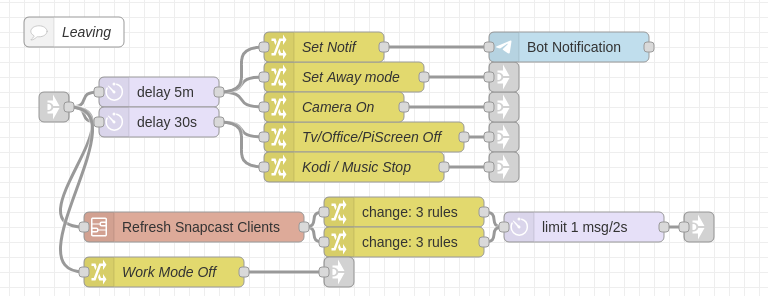 Leaving
Set Notif
Bot Notification
Set Away mode
delay 5m
Camera On
delay 30s
Tv/Office/PiScreen Off
Kodi / Music Stop
change: 3 rules
Refresh Snapcast Clients
limit 1 msg/2s
change: 3 rules
Work Mode Off